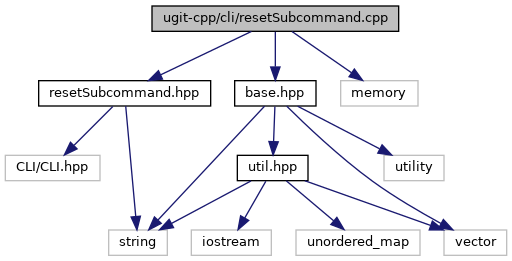 ugit-cpp/cli/resetSubcommand.cpp
resetSubcommand.hpp
base.hpp
memory
CLI/CLI.hpp
util.hpp
utility
string
iostream
unordered_map
vector